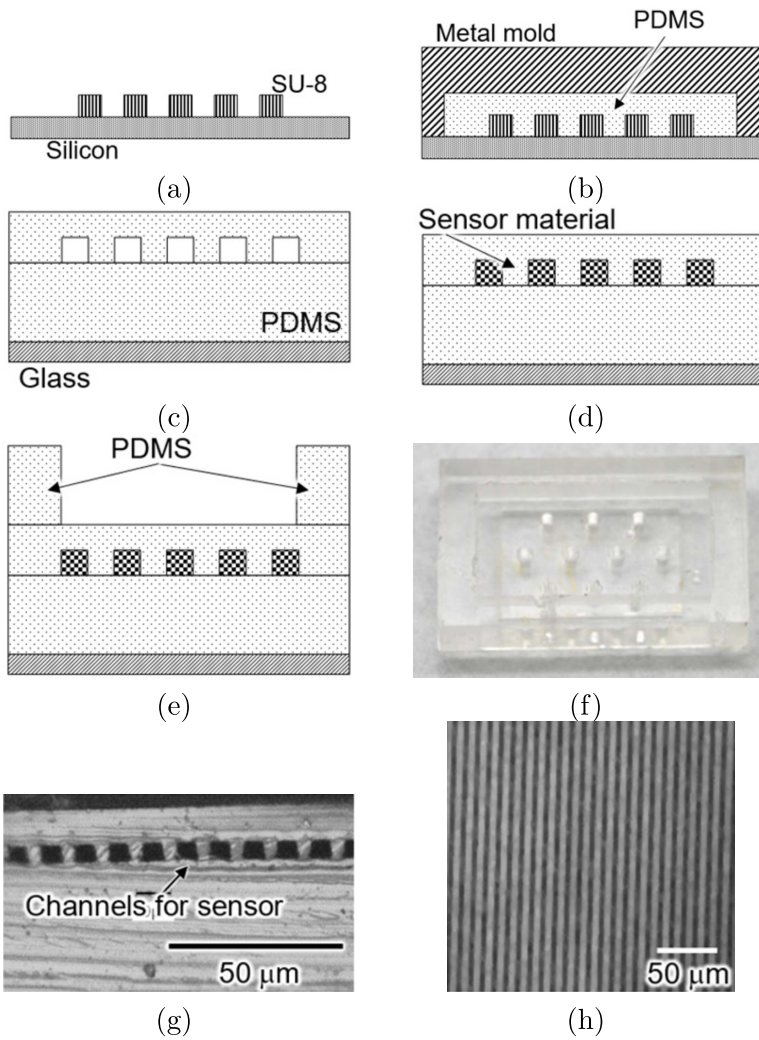 SU-8
Silicon
(a)
Metal mold
PDMS
(b)
PDMS
Glass
(c)
Sensor material
(d)
PDMS
(e)
(f)
Channels for sensor
50 μm
(g)
50 μm
(h)